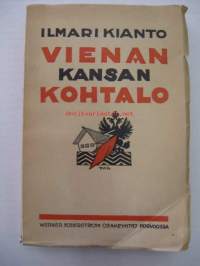 ILMARI KIANTO
VIENAN
KANSAN
KOHTALO
WERNER SÖDERSTRÖM OSAKEYHTIÖ PORVOOSSA